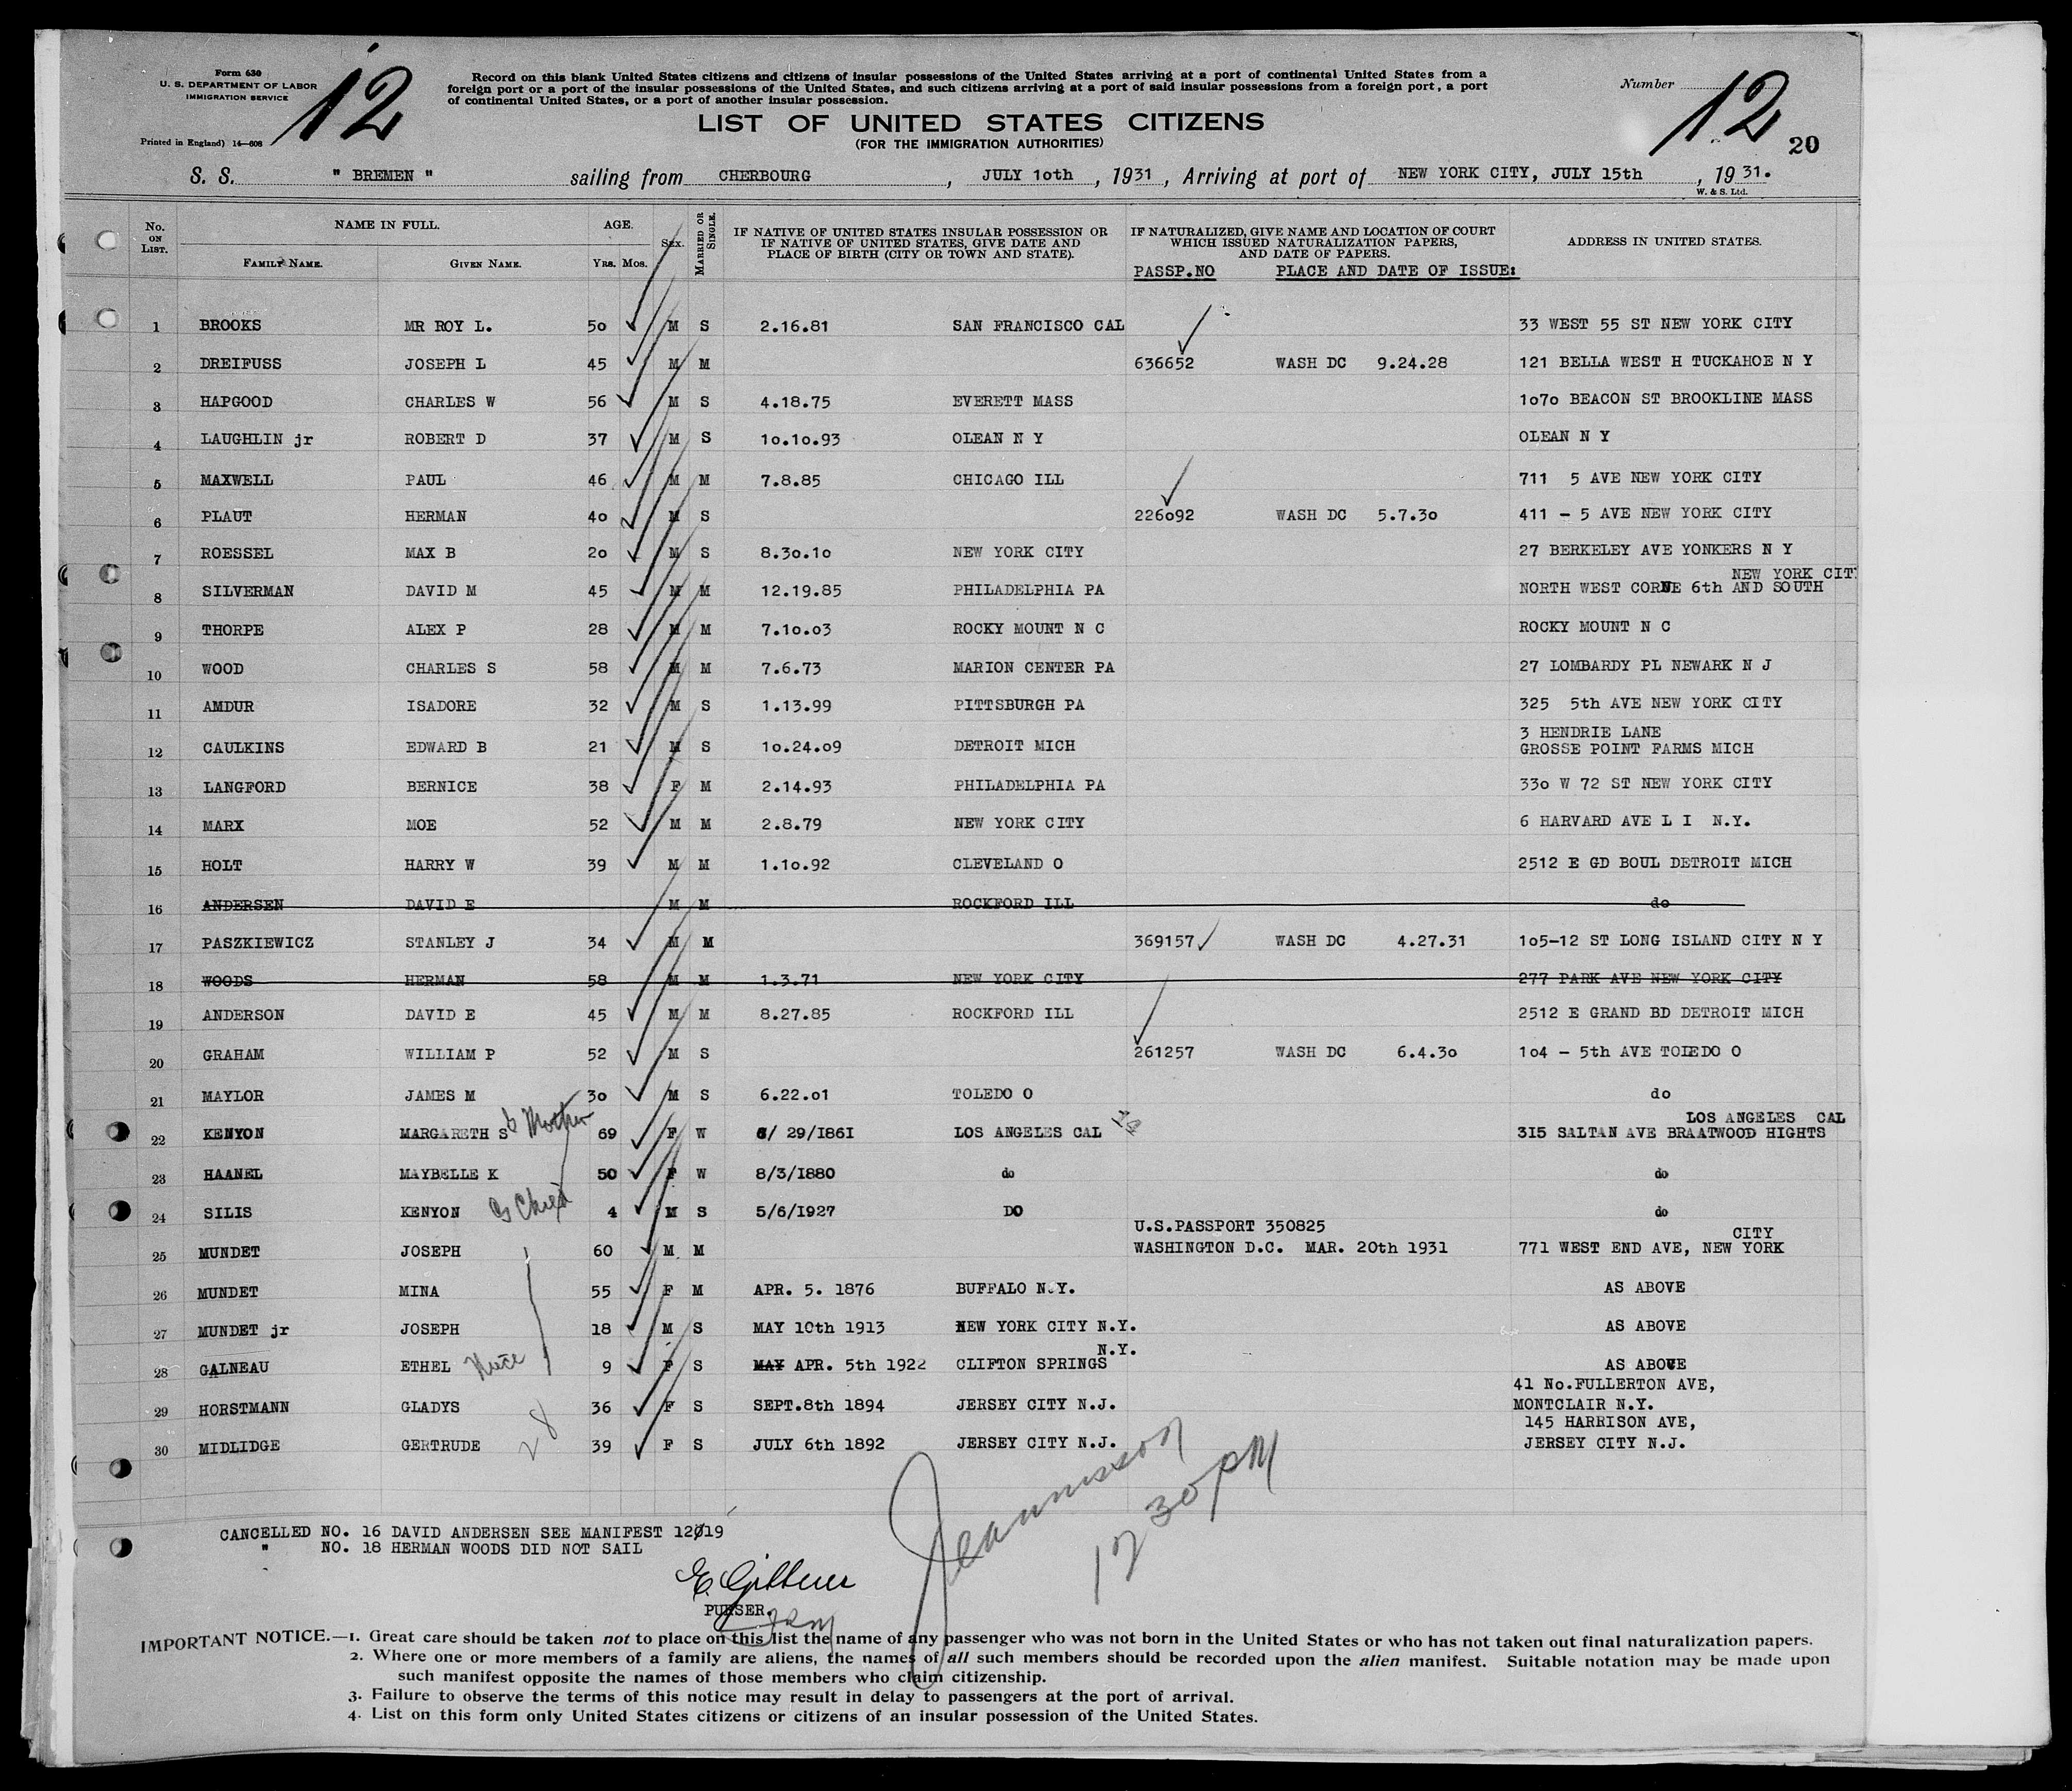 Form 630
U. S. DEPARTMENT OF LABOR
IMMIGRATION SERVICE
Printed in England) 14—608
12
Record on this blank United States citizens and citizens of insular possessions of the United States arriving at a port of continental United States from a
foreign port or a port of the insular possessions of the United States, and such citizens arriving at a port of said insular possessions from a foreign port, a port
of continental United States, or a port of another insular possession.
Number 12
20
LIST OF UNITED STATES CITIZENS
(FOR THE IMMIGRATION AUTHORITIES)
S. S. " BREMEN " sailing from CHERBOURG, JULY 1oth, 1931, Arriving at port of NEW YORK CITY, JULY 15th, 19 31.
W. & S. Ltd.
No. ON LIST. NAME IN FULL. FAMILY NAME. GIVEN NAME. AGE. YRS. MOS. SEX. MARRIED OR SINGLE. IF NATIVE OF UNITED STATES INSULAR POSSESSION OR IF NATIVE OF UNITED STATES, GIVE DATE AND PLACE OF BIRTH (CITY OR TOWN AND STATE). IF NATURALIZED, GIVE NAME AND LOCATION OF COURT WHICH ISSUED NATURALIZATION PAPERS, AND DATE OF PAPERS. ADDRESS IN UNITED STATES.
PASSP.NO PLACE AND DATE OF ISSUE:
1 BROOKS MR ROY L. 5o M S 2.16.81 SAN FRANCISCO CAL 33 WEST 55 ST NEW YORK CITY
2 DREIFUSS JOSEPH L 45 M M 636652 WASH DC 9.24.28 121 BELLA WEST H TUCKAHOE N Y
3 HAPGOOD CHARLES W 56 M S 4.18.75 EVERETT MASS 1o7o BEACON ST BROOKLINE MASS
4 LAUGHLIN jr ROBERT D 37 M S 1o.1o.93 OLEAN N Y OLEAN N Y
5 MAXWELL PAUL 46 M M 7.8.85 CHICAGO ILL 711 5 AVE NEW YORK CITY
6 PLAUT HERMAN 4o M S 226o92 WASH DC 5.7.3o 411 - 5 AVE NEW YORK CITY
7 ROESSEL MAX B 2o M S 8.3o.1o NEW YORK CITY 27 BERKELEY AVE YONKERS N Y
NEW YORK CIT
8 SILVERMAN DAVID M 45 M M 12.19.85 PHILADELPHIA PA NORTH WEST CORNE 6th AND SOUTH
9 THORPE ALEX P 28 M M 7.1o.o3 ROCKY MOUNT N C ROCKY MOUNT N C
10 WOOD CHARLES S 58 M M 7.6.73 MARION CENTER PA 27 LOMBARDY PL NEWARK N J
11 AMDUR ISADORE 32 M S 1.13.99 PITTSBURGH PA 325 5th AVE NEW YORK CITY
3 HENDRIE LANE
12 CAULKINS EDWARD B 21 M S 1o.24.o9 DETROIT MICH GROSSE POINT FARMS MICH
13 LANGFORD BERNICE 38 F M 2.14.93 PHILADELPHIA PA 33o W 72 ST NEW YORK CITY
14 MARX MOE 52 M M 2.8.79 NEW YORK CITY 6 HARVARD AVE L I N.Y.
15 HOLT HARRY W 39 M M 1.1o.92 CLEVELAND O 2512 E GD BOUL DETROIT MICH
16 ANDERSEN DAVID E M M ROCKFORD ILL do
17 PASZKIEWICZ STANLEY J 34 M M 369157 WASH DC 4.27.31 1o5-12 ST LONG ISLAND CITY N Y
18 WOODS HERMAN 58 M M 1.3.71 NEW YORK CITY 277 PARK AVE NEW YORK CITY
19 ANDERSON DAVID E 45 M M 8.27.85 ROCKFORD ILL 2512 E GRAND BD DETROIT MICH
20 GRAHAM WILLIAM P 52 M S 261257 WASH DC 6.4.3o 1o4 - 5th AVE TOLEDO O
21 MAYLOR JAMES M 3o M S 6.22.o1 TOLEDO O do
LOS ANGELES CAL
22 KENYON MARGARETH S Mother 69 F W 6/ 29/1861 LOS ANGELES CAL 315 SALTAN AVE BRAATWOOD HIGHTS
23 HAANEL MAYBELLE K 50 F W 8/3/1880 do do
24 SILIS KENYON G Child 4 M S 5/6/1927 DO do
U.S.PASSPORT 350825 CITY
25 MUNDET JOSEPH 60 M M WASHINGTON D.C. MAR. 20th 1931 771 WEST END AVE, NEW YORK
26 MUNDET MINA 55 F M APR. 5. 1876 BUFFALO N.Y. AS ABOVE
27 MUNDET jr JOSEPH 18 M S MAY 10th 1913 NEW YORK CITY N.Y. AS ABOVE
N.Y.
28 GALNEAU ETHEL Niece 9 F S MAY APR. 5th 1922 CLIFTON SPRINGS AS ABOVE
41 No.FULLERTON AVE,
29 HORSTMANN GLADYS 36 F S SEPT.8th 1894 JERSEY CITY N.J. MONTCLAIR N.Y.
145 HARRISON AVE,
30 MIDLIDGE GERTRUDE 39 F S JULY 6th 1892 JERSEY CITY N.J. JERSEY CITY N.J.
28
12 30 PM
CANCELLED NO. 16 DAVID ANDERSEN SEE MANIFEST 12019
" NO. 18 HERMAN WOODS DID NOT SAIL
PURSER.
IMPORTANT NOTICE.—1. Great care should be taken not to place on this list the name of any passenger who was not born in the United States or who has not taken out final naturalization papers.
2. Where one or more members of a family are aliens, the names of all such members should be recorded upon the alien manifest. Suitable notation may be made upon
such manifest opposite the names of those members who claim citizenship.
3. Failure to observe the terms of this notice may result in delay to passengers at the port of arrival.
4. List on this form only United States citizens or citizens of an insular possession of the United States.